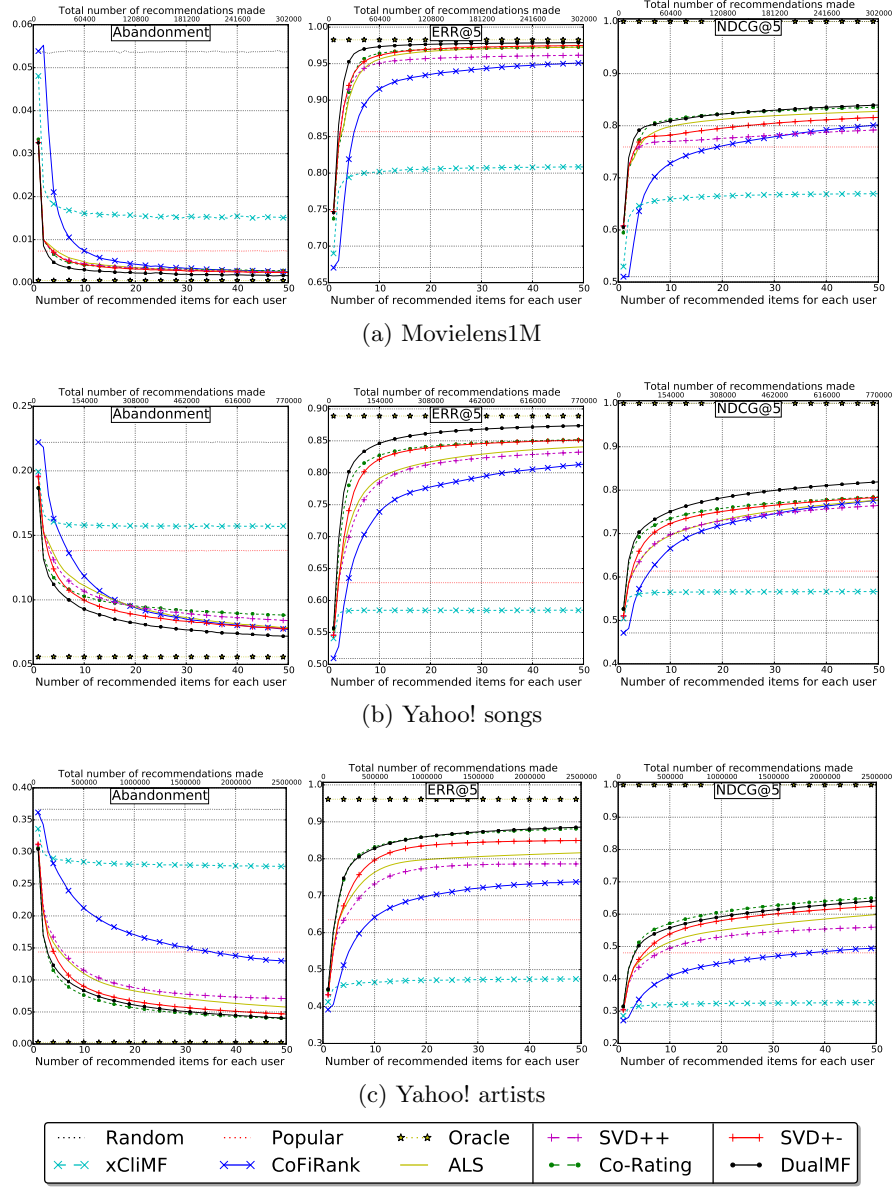 Total number of recommendations made
0 60400 120800 181200 241600 302000
Abandonment
0.06
0.05
0.04
0.03
0.02
0.01
0.00
0 10 20 30 40 50
Number of recommended items for each user
Total number of recommendations made
0 60400 120800 181200 241600 302000
ERR@5
1.00
0.95
0.90
0.85
0.80
0.75
0.70
0.65
0 10 20 30 40 50
Number of recommended items for each user
Total number of recommendations made
0 60400 120800 181200 241600 302000
NDCG@5
1.0
0.9
0.8
0.7
0.6
0.5
0 10 20 30 40 50
Number of recommended items for each user
(a) Movielens1M
Total number of recommendations made
0 154000 308000 462000 616000 770000
Abandonment
0.25
0.20
0.15
0.10
0.05
0 10 20 30 40 50
Number of recommended items for each user
Total number of recommendations made
0 154000 308000 462000 616000 770000
ERR@5
0.90
0.85
0.80
0.75
0.70
0.65
0.60
0.55
0.50
0 10 20 30 40 50
Number of recommended items for each user
Total number of recommendations made
0 154000 308000 462000 616000 770000
NDCG@5
1.0
0.9
0.8
0.7
0.6
0.5
0.4
0 10 20 30 40 50
Number of recommended items for each user
(b) Yahoo! songs
Total number of recommendations made
0 500000 1000000 1500000 2000000 2500000
Abandonment
0.40
0.35
0.30
0.25
0.20
0.15
0.10
0.05
0.00
0 10 20 30 40 50
Number of recommended items for each user
Total number of recommendations made
0 500000 1000000 1500000 2000000 2500000
ERR@5
1.0
0.9
0.8
0.7
0.6
0.5
0.4
0.3
0 10 20 30 40 50
Number of recommended items for each user
Total number of recommendations made
0 500000 1000000 1500000 2000000 2500000
NDCG@5
1.0
0.9
0.8
0.7
0.6
0.5
0.4
0.3
0.2
0 10 20 30 40 50
Number of recommended items for each user
(c) Yahoo! artists
Random Popular Oracle SVD++ SVD+-
xCliMF CoFiRank ALS Co-Rating DualMF